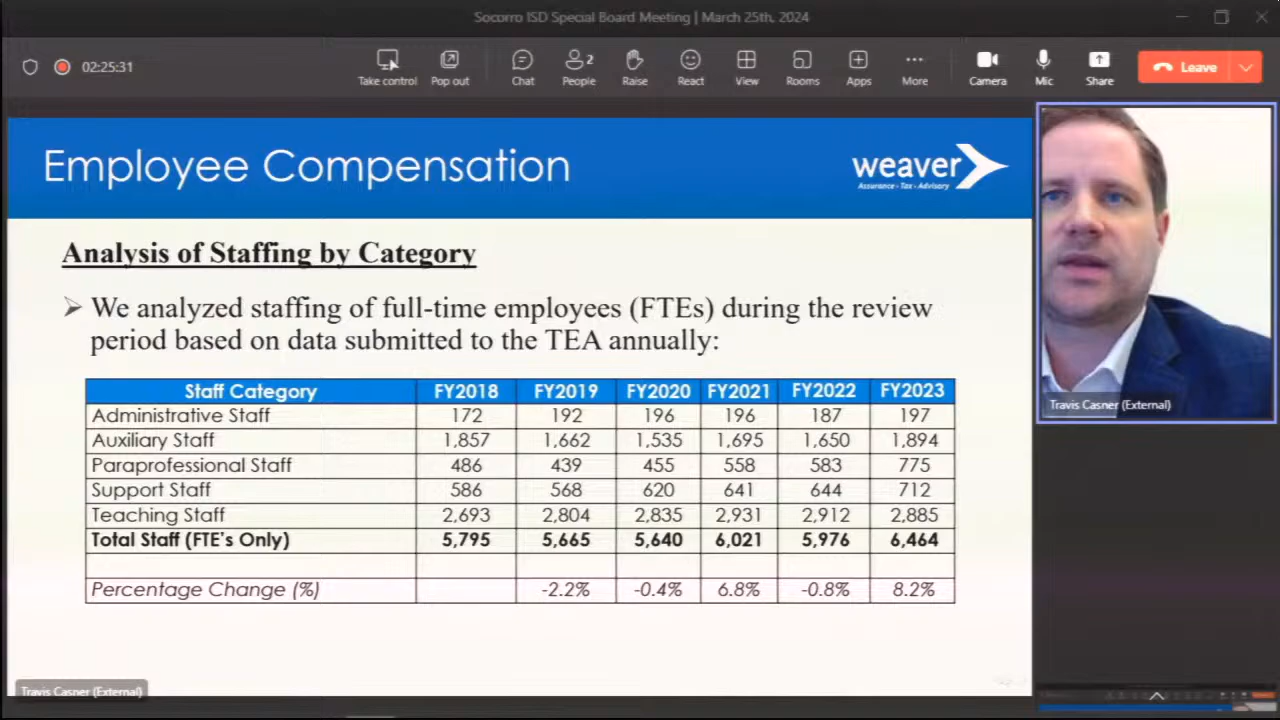 Socorro ISD Special Board Meeting | March 25th, 2024
02:25:31
Take control
Pop out
Chat
2
People
Raise
React
View
Rooms
Apps
More
Camera
Mic
Share
Leave
Employee Compensation
weaver
Assurance • Tax • Advisory
Analysis of Staffing by Category
➢ We analyzed staffing of full-time employees (FTEs) during the review
period based on data submitted to the TEA annually:
Staff Category FY2018 FY2019 FY2020 FY2021 FY2022 FY2023
Administrative Staff 172 192 196 196 187 197
Auxiliary Staff 1,857 1,662 1,535 1,695 1,650 1,894
Paraprofessional Staff 486 439 455 558 583 775
Support Staff 586 568 620 641 644 712
Teaching Staff 2,693 2,804 2,835 2,931 2,912 2,885
Total Staff (FTE's Only) 5,795 5,665 5,640 6,021 5,976 6,464
Percentage Change (%) -2.2% -0.4% 6.8% -0.8% 8.2%
Travis Casner (External)
Travis Casner (External)